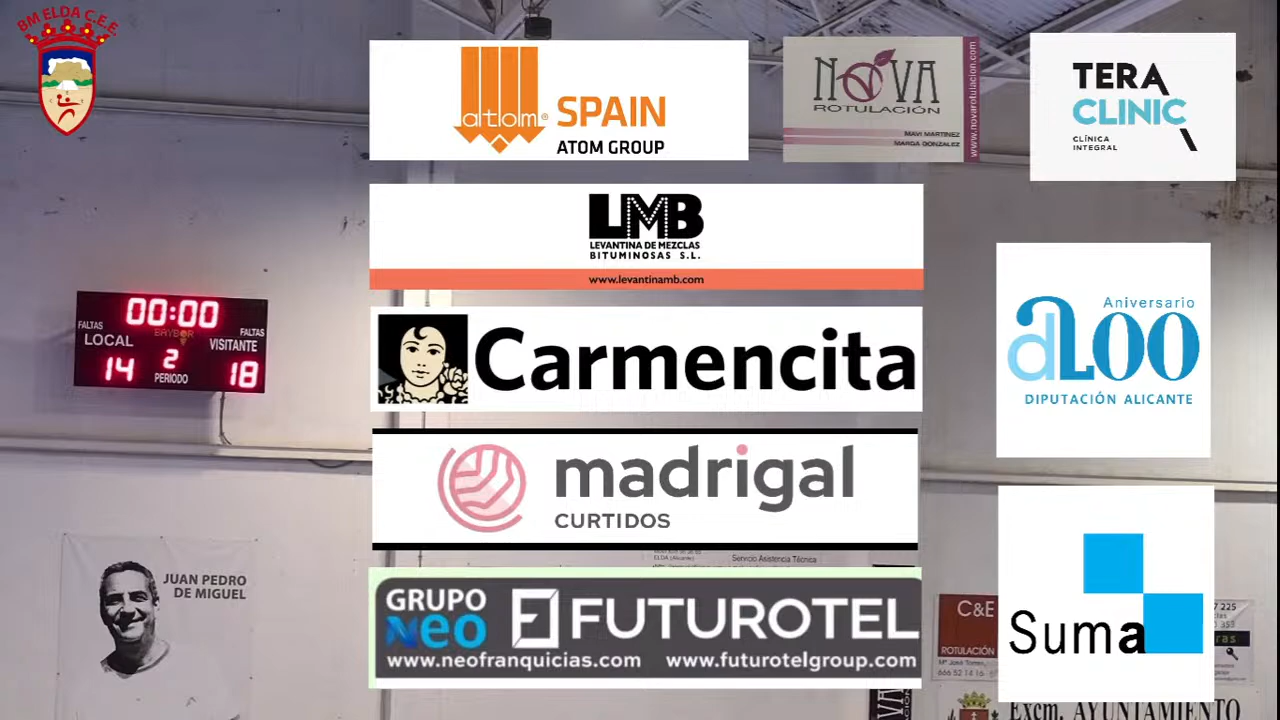 BM ELDA C.E.E.
atom®
SPAIN
ATOM GROUP
NOVA
ROTULACIÓN
MAVI MARTINEZ
MARGA GONZALEZ
www.novarotulacion.com
TERA
CLINIC
CLÍNICA
INTEGRAL
LMB
LEVANTINA DE MEZCLAS
BITUMINOSAS S.L.
www.levantinamb.com
00:00
FALTAS
FALTAS
LOCAL
VISITANTE
14
2
18
PERIODO
Carmencita
Aniversario
dL00
DIPUTACIÓN ALICANTE
madrigal
CURTIDOS
ELDA (Alicante)
Servicio Asistencia Técnica
JUAN PEDRO
DE MIGUEL
GRUPO
Neo
FUTUROTEL
www.neofranquicias.com
www.futurotelgroup.com
C&E
ROTULACIÓN
Suma
NOVA
Excm. AYUNTAMIENTO